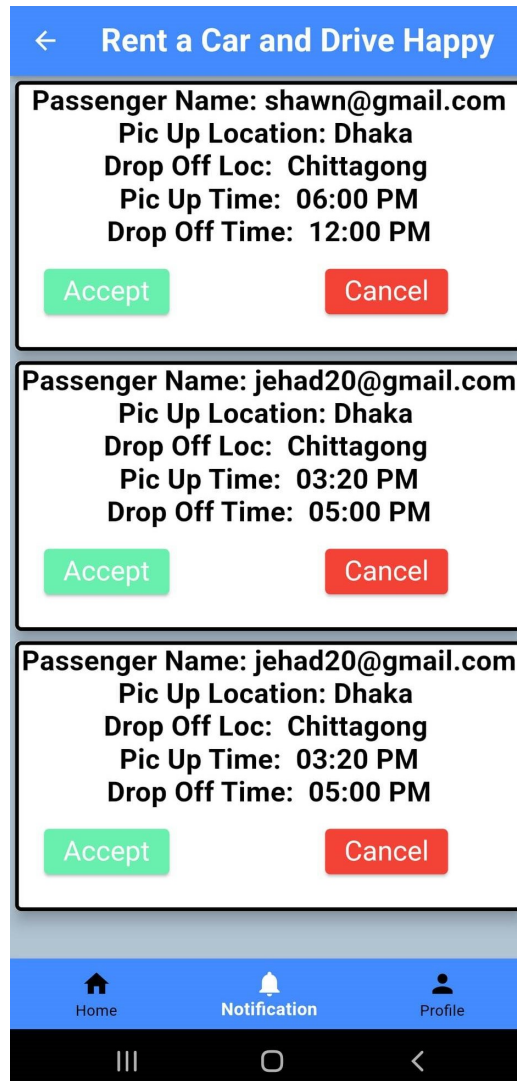 Rent a Car and Drive Happy
Passenger Name: shawn@gmail.com
Pic Up Location: Dhaka
Drop Off Loc: Chittagong
Pic Up Time: 06:00 PM
Drop Off Time: 12:00 PM
Accept Cancel
Passenger Name: jehad20@gmail.com
Pic Up Location: Dhaka
Drop Off Loc: Chittagong
Pic Up Time: 03:20 PM
Drop Off Time: 05:00 PM
Accept Cancel
Passenger Name: jehad20@gmail.com
Pic Up Location: Dhaka
Drop Off Loc: Chittagong
Pic Up Time: 03:20 PM
Drop Off Time: 05:00 PM
Accept Cancel
Home Notification Profile